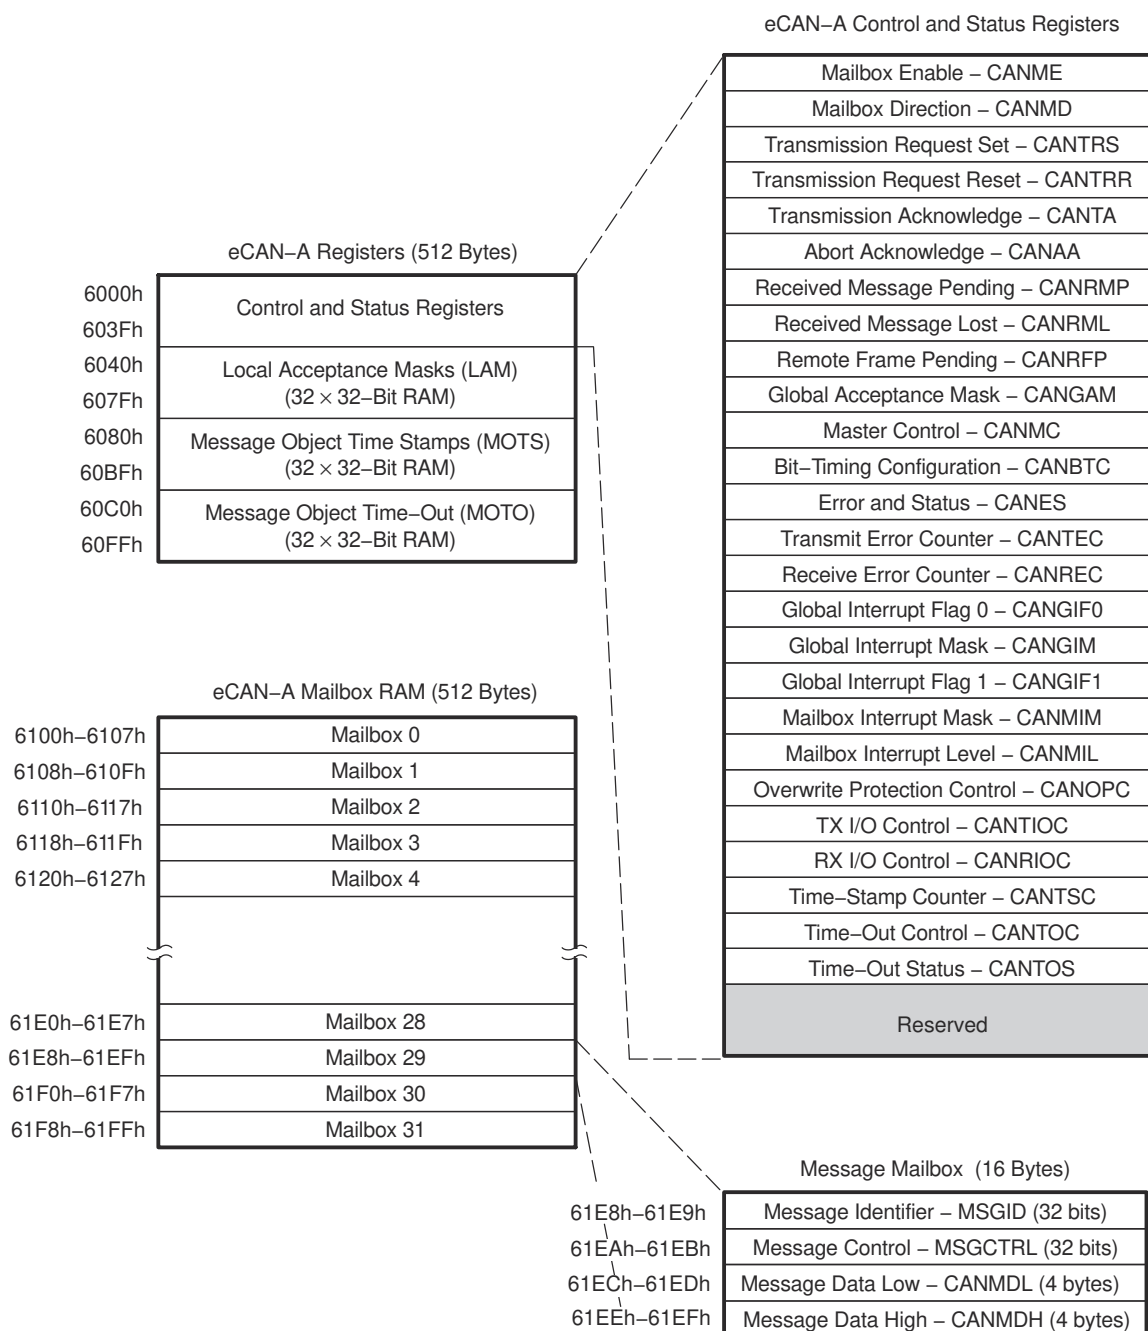 eCAN−A Control and Status Registers
Mailbox Enable − CANME
Mailbox Direction − CANMD
Transmission Request Set − CANTRS
Transmission Request Reset − CANTRR
Transmission Acknowledge − CANTA
Abort Acknowledge − CANAA
Received Message Pending − CANRMP
Received Message Lost − CANRML
Remote Frame Pending − CANRFP
Global Acceptance Mask − CANGAM
Master Control − CANMC
Bit−Timing Configuration − CANBTC
Error and Status − CANES
Transmit Error Counter − CANTEC
Receive Error Counter − CANREC
Global Interrupt Flag 0 − CANGIF0
Global Interrupt Mask − CANGIM
Global Interrupt Flag 1 − CANGIF1
Mailbox Interrupt Mask − CANMIM
Mailbox Interrupt Level − CANMIL
Overwrite Protection Control − CANOPC
TX I/O Control − CANTIOC
RX I/O Control − CANRIOC
Time−Stamp Counter − CANTSC
Time−Out Control − CANTOC
Time−Out Status − CANTOS
Reserved
eCAN−A Registers (512 Bytes)
6000h
Control and Status Registers
603Fh
6040h
Local Acceptance Masks (LAM)
(32 × 32−Bit RAM)
607Fh
6080h
Message Object Time Stamps (MOTS)
(32 × 32−Bit RAM)
60BFh
60C0h
Message Object Time−Out (MOTO)
(32 × 32−Bit RAM)
60FFh
eCAN−A Mailbox RAM (512 Bytes)
6100h−6107h Mailbox 0
6108h−610Fh Mailbox 1
6110h−6117h Mailbox 2
6118h−611Fh Mailbox 3
6120h−6127h Mailbox 4
61E0h−61E7h Mailbox 28
61E8h−61EFh Mailbox 29
61F0h−61F7h Mailbox 30
61F8h−61FFh Mailbox 31
Message Mailbox (16 Bytes)
61E8h−61E9h Message Identifier − MSGID (32 bits)
61EAh−61EBh Message Control − MSGCTRL (32 bits)
61ECh−61EDh Message Data Low − CANMDL (4 bytes)
61EEh−61EFh Message Data High − CANMDH (4 bytes)